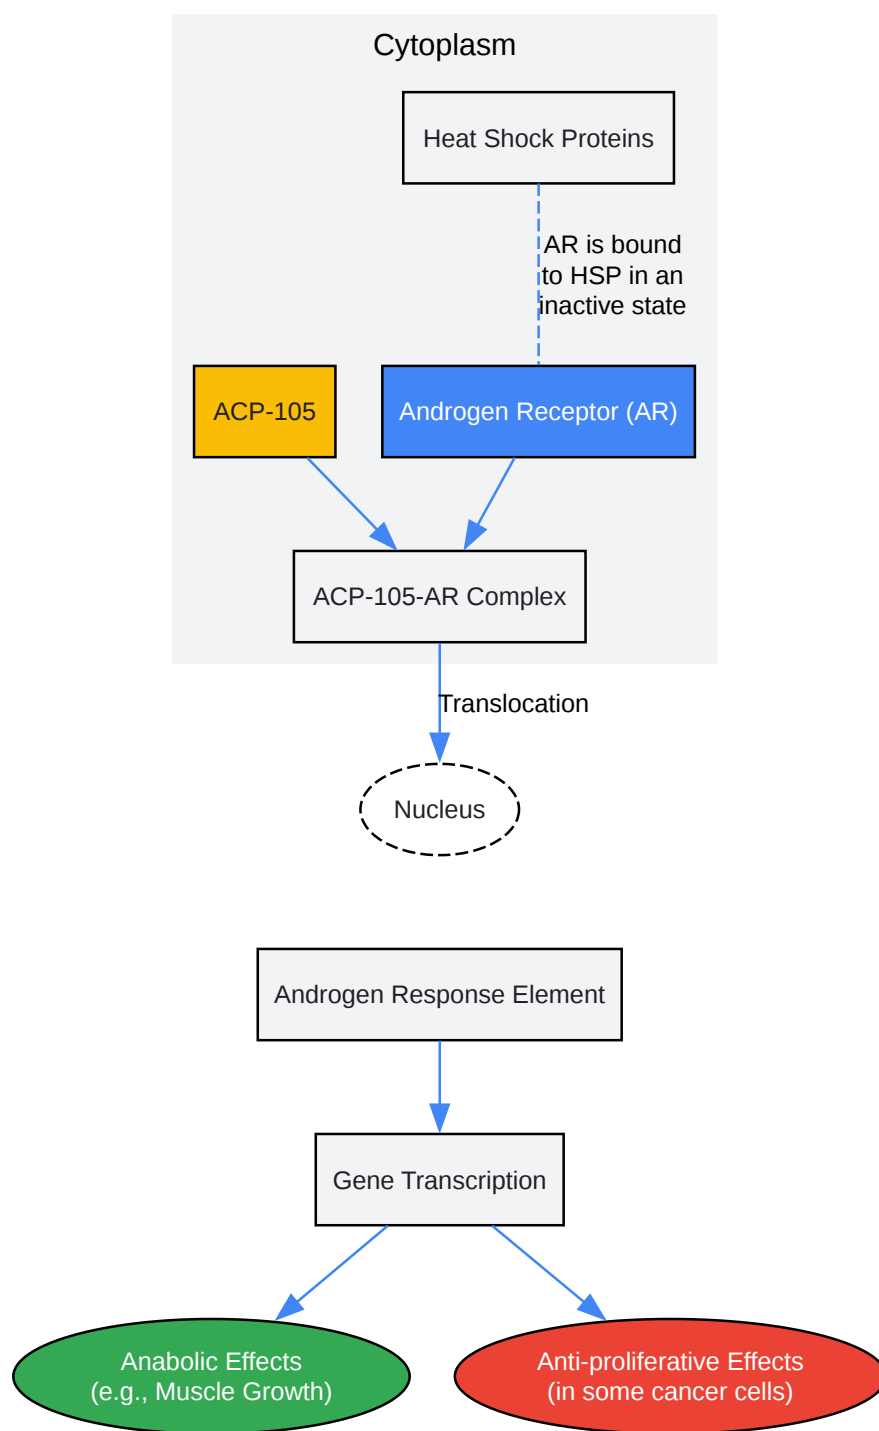 Cytoplasm
Heat Shock Proteins
AR is bound
to HSP in an
inactive state
ACP-105
Androgen Receptor (AR)
ACP-105-AR Complex
Translocation
Nucleus
Androgen Response Element
Gene Transcription
Anabolic Effects
(e.g., Muscle Growth)
Anti-proliferative Effects
(in some cancer cells)